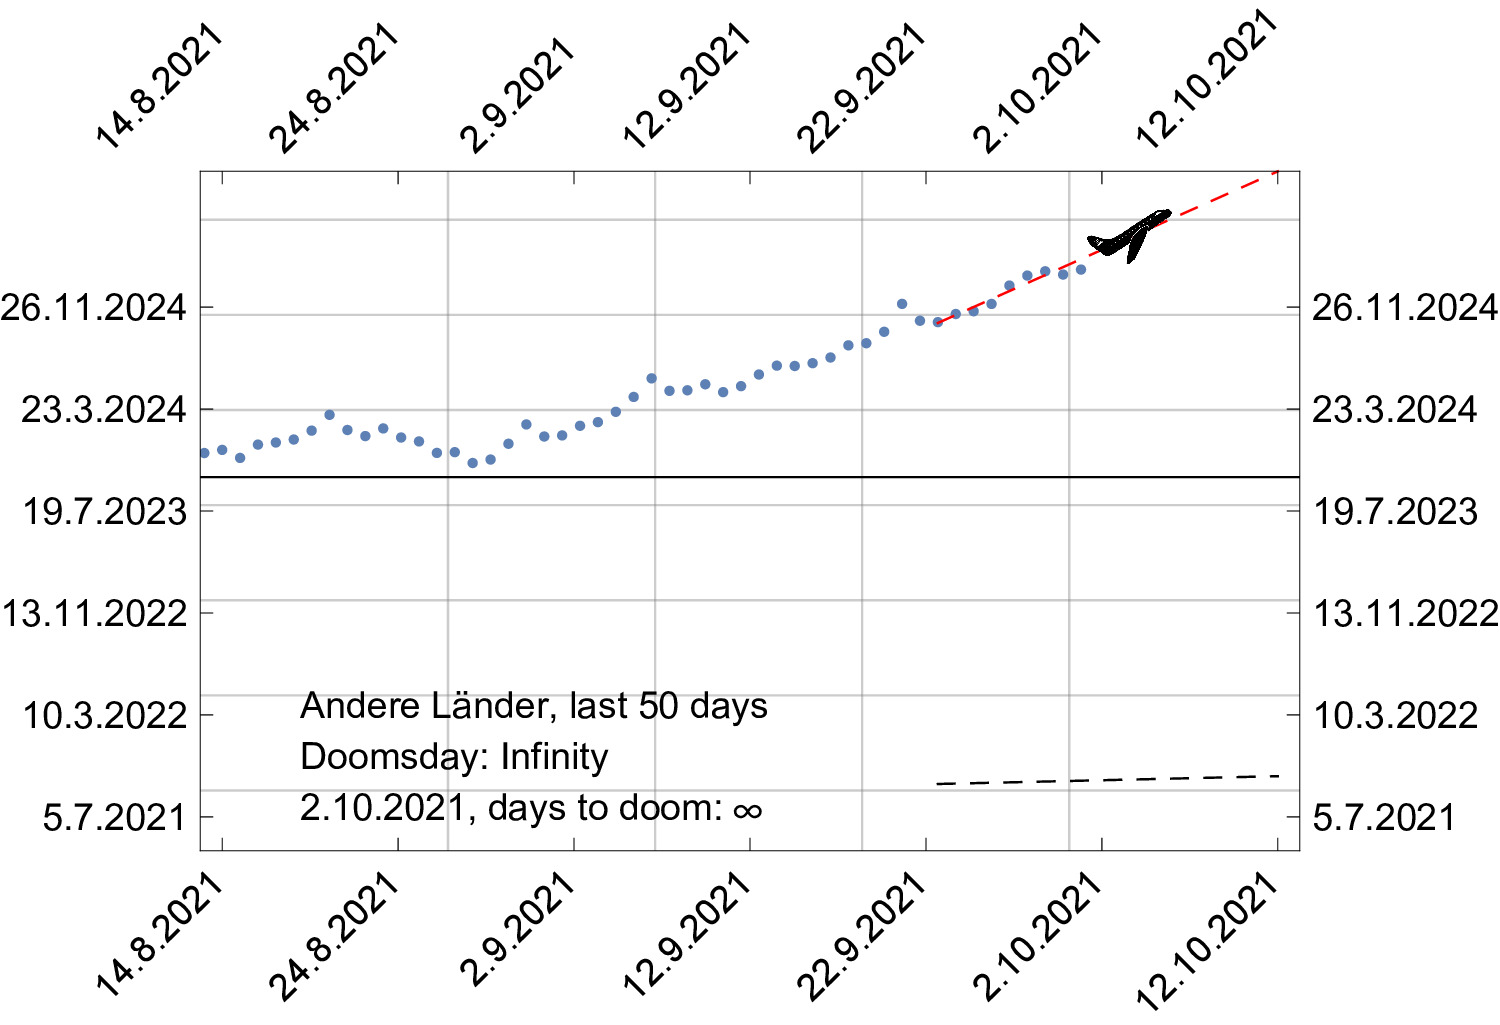 14.8.2021 24.8.2021 2.9.2021 12.9.2021 22.9.2021 2.10.2021 12.10.2021
26.11.2024 26.11.2024
23.3.2024 23.3.2024
19.7.2023 19.7.2023
13.11.2022 13.11.2022
Andere Länder, last 50 days
10.3.2022 10.3.2022
Doomsday: Infinity
2.10.2021, days to doom: ∞
5.7.2021 5.7.2021
14.8.2021 24.8.2021 2.9.2021 12.9.2021 22.9.2021 2.10.2021 12.10.2021